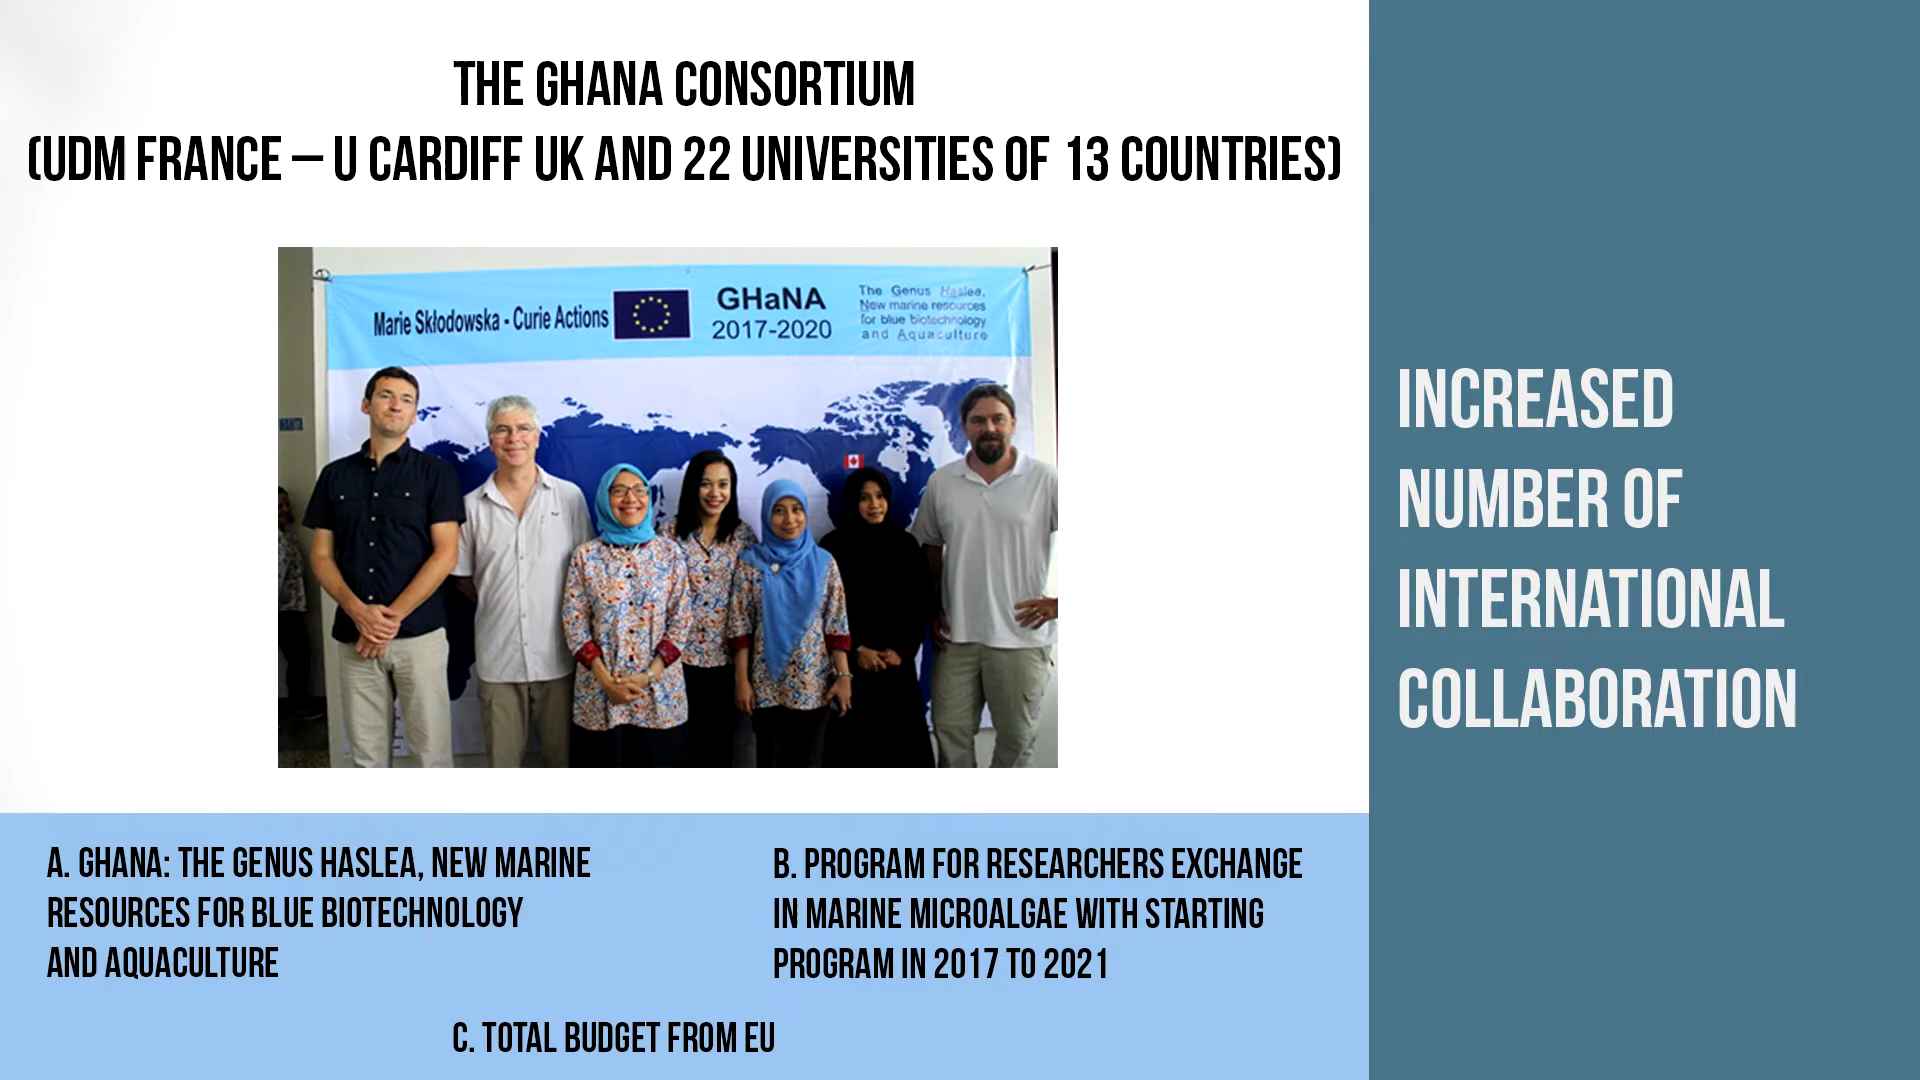 THE GHANA CONSORTIUM
(UDM FRANCE – U CARDIFF UK AND 22 UNIVERSITIES OF 13 COUNTRIES)
Marie Skłodowska - Curie Actions
GHaNA
2017-2020
The Genus Haslea,
New marine resources
for blue biotechnology
and Aquaculture
INCREASED
NUMBER OF
INTERNATIONAL
COLLABORATION
A. GHANA: THE GENUS HASLEA, NEW MARINE
RESOURCES FOR BLUE BIOTECHNOLOGY
AND AQUACULTURE
B. PROGRAM FOR RESEARCHERS EXCHANGE
IN MARINE MICROALGAE WITH STARTING
PROGRAM IN 2017 TO 2021
C. TOTAL BUDGET FROM EU